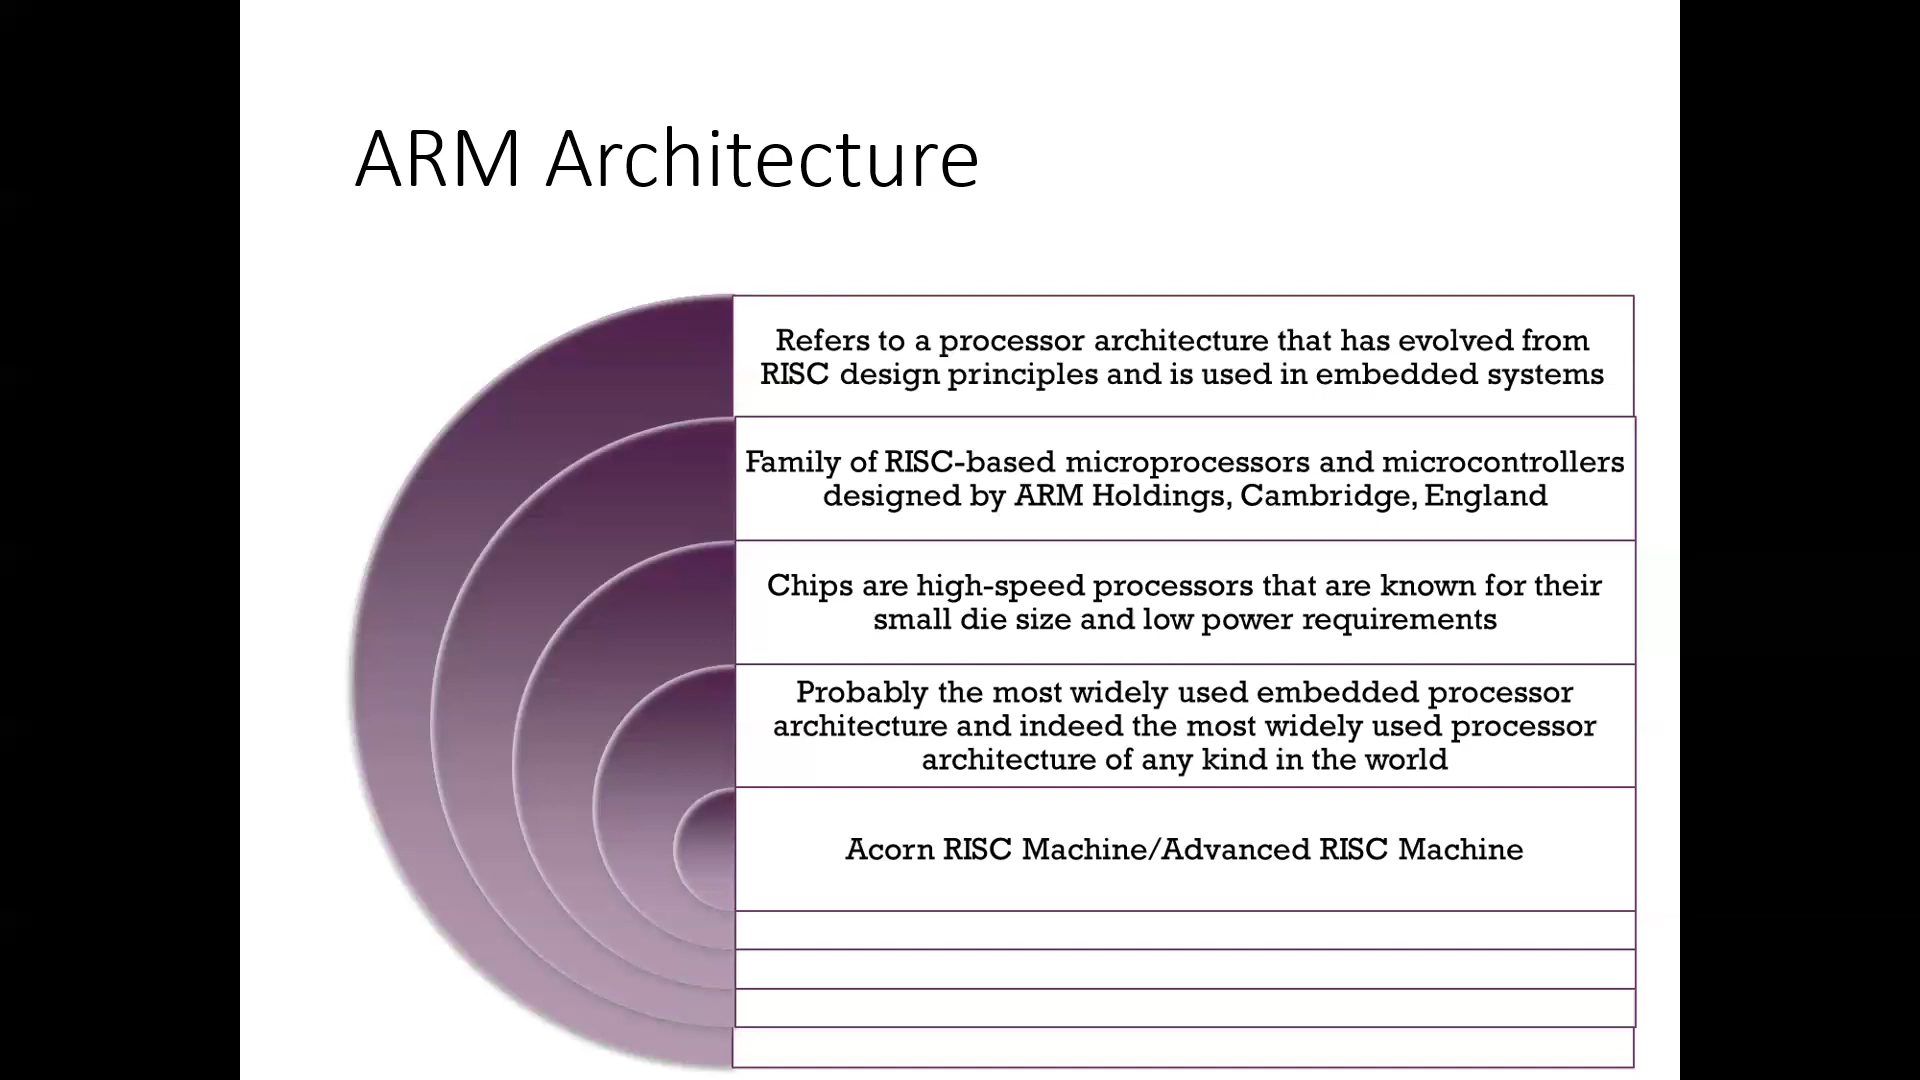 ARM Architecture
Refers to a processor architecture that has evolved from
RISC design principles and is used in embedded systems
Family of RISC-based microprocessors and microcontrollers
designed by ARM Holdings, Cambridge, England
Chips are high-speed processors that are known for their
small die size and low power requirements
Probably the most widely used embedded processor
architecture and indeed the most widely used processor
architecture of any kind in the world
Acorn RISC Machine/Advanced RISC Machine